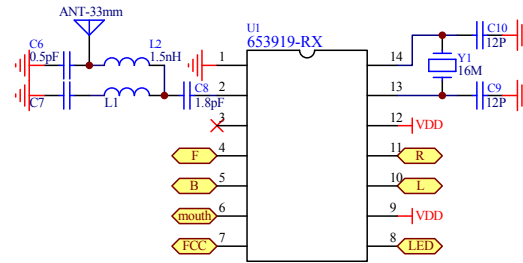 ANT-33mm
C6
0.5pF
L2
1.5nH
C7
L1
C8
1.8pF
U1
653919-RX
1
2
3
4
5
6
7
14
13
12
11
10
9
8
F
B
mouth
FCC
VDD
R
L
VDD
LED
C10
12P
Y1
16M
C9
12P